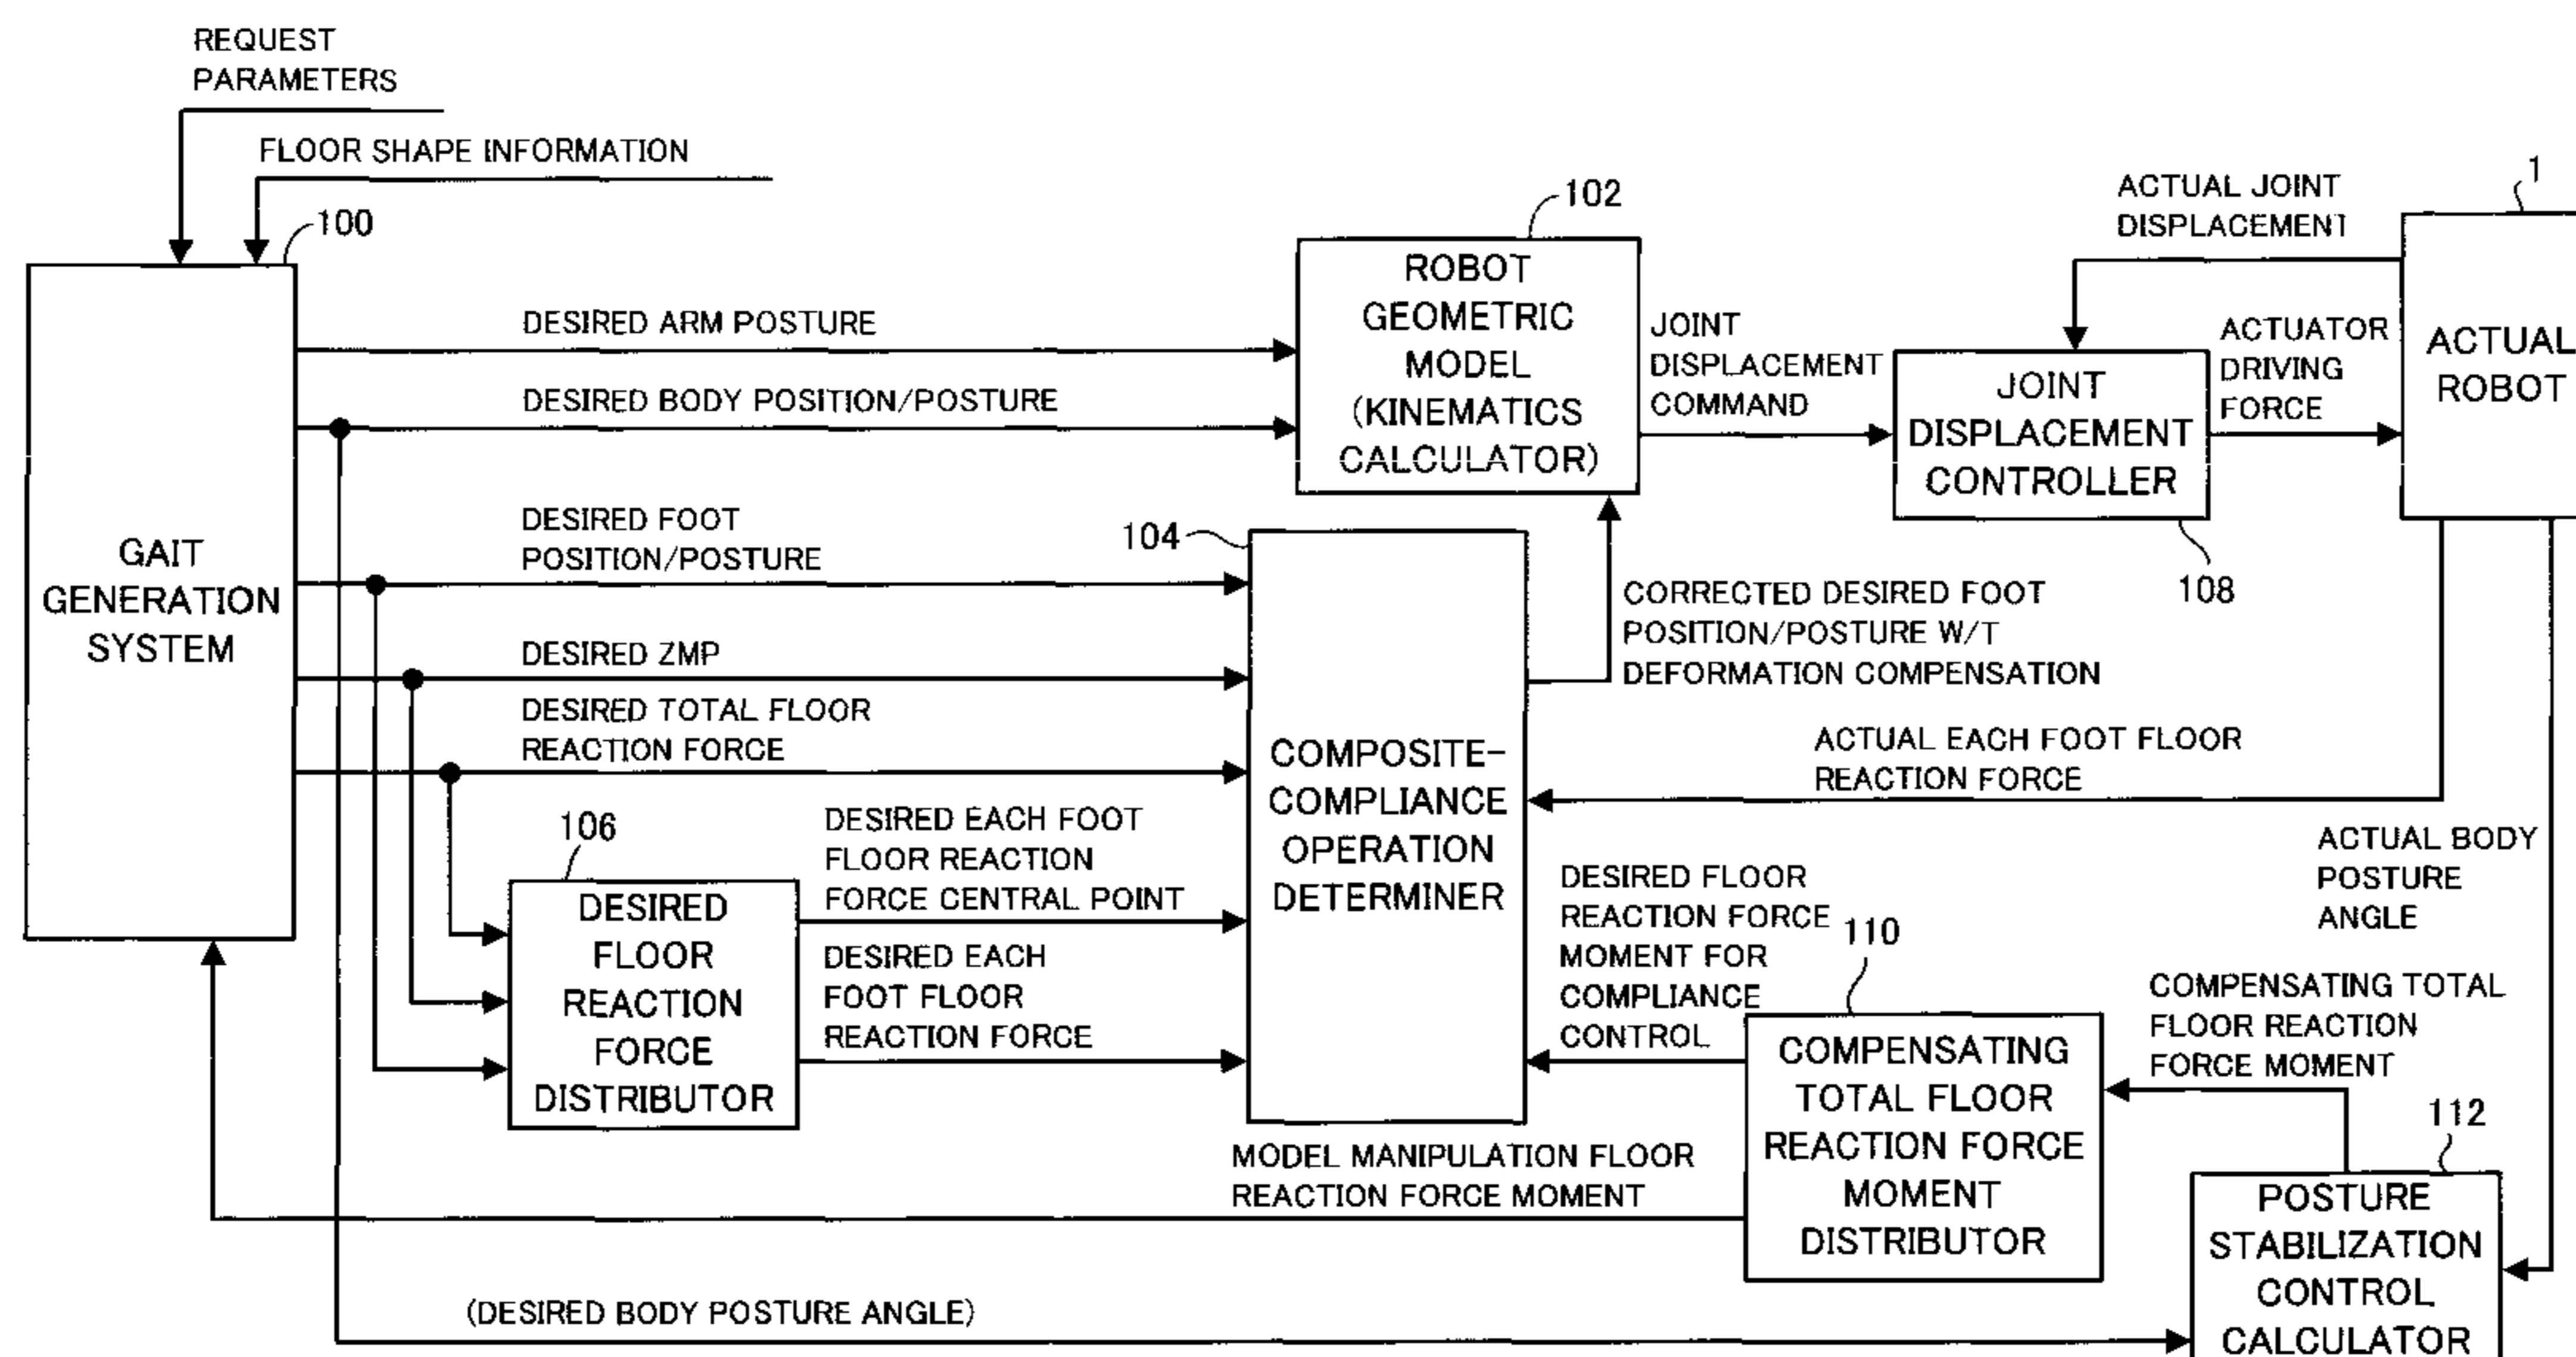 REQUEST
PARAMETERS
FLOOR SHAPE INFORMATION
100
102
1
ACTUAL JOINT
DISPLACEMENT
GAIT
GENERATION
SYSTEM
DESIRED ARM POSTURE
DESIRED BODY POSITION/POSTURE
ROBOT
GEOMETRIC
MODEL
(KINEMATICS
CALCULATOR)
JOINT
DISPLACEMENT
COMMAND
JOINT
DISPLACEMENT
CONTROLLER
108
ACTUATOR
DRIVING
FORCE
ACTUAL
ROBOT
DESIRED FOOT
POSITION/POSTURE
DESIRED ZMP
DESIRED TOTAL FLOOR
REACTION FORCE
104
COMPOSITE-
COMPLIANCE
OPERATION
DETERMINER
CORRECTED DESIRED FOOT
POSITION/POSTURE W/T
DEFORMATION COMPENSATION
ACTUAL EACH FOOT FLOOR
REACTION FORCE
106
DESIRED
FLOOR
REACTION
FORCE
DISTRIBUTOR
DESIRED EACH FOOT
FLOOR REACTION
FORCE CENTRAL POINT
DESIRED EACH
FOOT FLOOR
REACTION FORCE
DESIRED FLOOR
REACTION FORCE
MOMENT FOR
COMPLIANCE
CONTROL
110
COMPENSATING
TOTAL FLOOR
REACTION FORCE
MOMENT
DISTRIBUTOR
ACTUAL BODY
POSTURE
ANGLE
COMPENSATING TOTAL
FLOOR REACTION
FORCE MOMENT
112
POSTURE
STABILIZATION
CONTROL
CALCULATOR
MODEL MANIPULATION FLOOR
REACTION FORCE MOMENT
(DESIRED BODY POSTURE ANGLE)